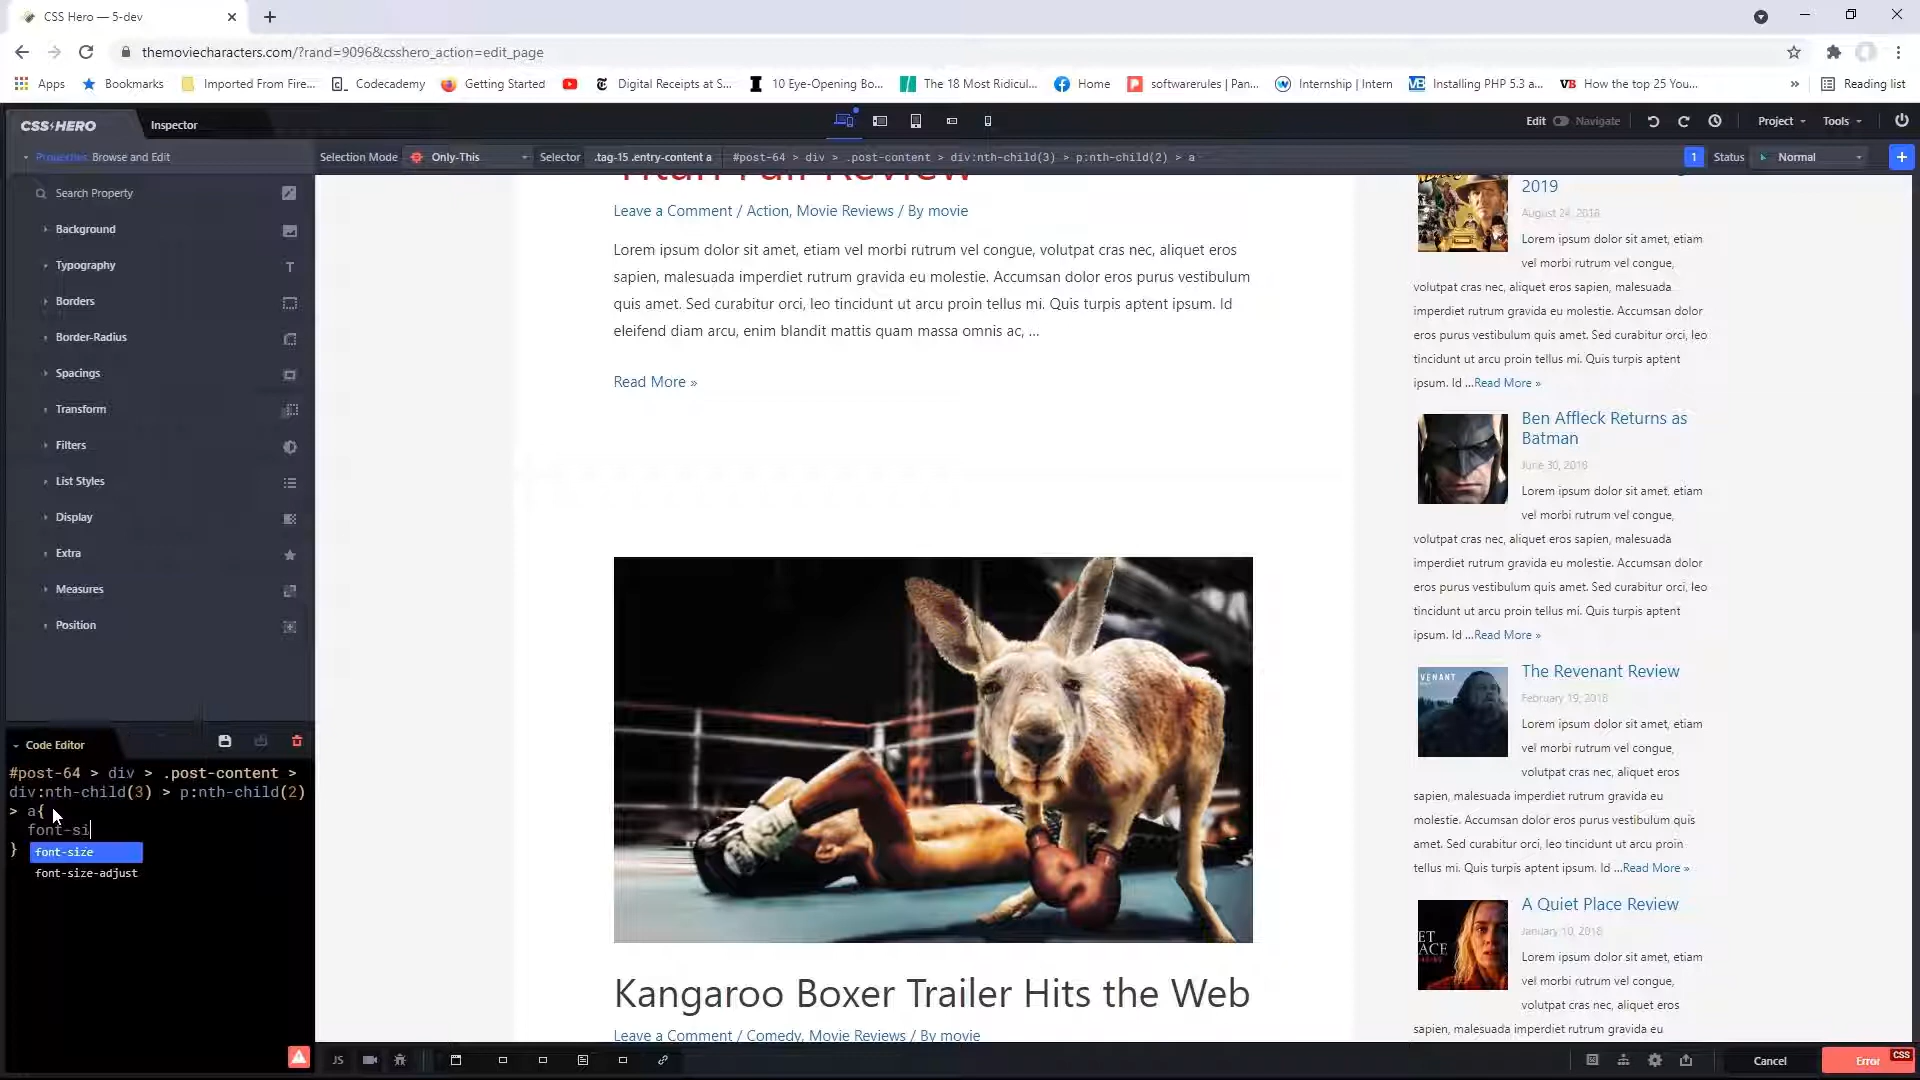 CSS Hero — 5-dev
themoviecharacters.com/?rand=9096&csshero_action=edit_page
Apps Bookmarks Imported From Fire... Codecademy Getting Started Digital Receipts at S... 10 Eye-Opening Bo... The 18 Most Ridicul... Home softwarerules | Pan... Internship | Intern Installing PHP 5.3 a... How the top 25 You... » Reading list
CSS HERO Inspector Edit Navigate Project Tools
Properties Browse and Edit Selection Mode Only-This Selector .tag-15 .entry-content a #post-64 > div > .post-content > div:nth-child(3) > p:nth-child(2) > a 1 Status Normal +
Search Property
Background
Typography
Borders
Border-Radius
Spacings
Transform
Filters
List Styles
Display
Extra
Measures
Position
Code Editor
#post-64 > div > .post-content >
div:nth-child(3) > p:nth-child(2)
> a{
font-si
}
font-size
font-size-adjust
Titan Fall Review
Leave a Comment / Action, Movie Reviews / By movie
Lorem ipsum dolor sit amet, etiam vel morbi rutrum vel congue, volutpat cras nec, aliquet eros
sapien, malesuada imperdiet rutrum gravida eu molestie. Accumsan dolor eros purus vestibulum
quis amet. Sed curabitur orci, leo tincidunt ut arcu proin tellus mi. Quis turpis aptent ipsum. Id
eleifend diam arcu, enim blandit mattis quam massa omnis ac, ...
Read More »
Kangaroo Boxer Trailer Hits the Web
Leave a Comment / Comedy, Movie Reviews / By movie
2019
August 24, 2018
Lorem ipsum dolor sit amet, etiam
vel morbi rutrum vel congue,
volutpat cras nec, aliquet eros sapien, malesuada
imperdiet rutrum gravida eu molestie. Accumsan dolor
eros purus vestibulum quis amet. Sed curabitur orci, leo
tincidunt ut arcu proin tellus mi. Quis turpis aptent
ipsum. Id ...Read More »
Ben Affleck Returns as
Batman
June 30, 2018
Lorem ipsum dolor sit amet, etiam
vel morbi rutrum vel congue,
volutpat cras nec, aliquet eros sapien, malesuada
imperdiet rutrum gravida eu molestie. Accumsan dolor
eros purus vestibulum quis amet. Sed curabitur orci, leo
tincidunt ut arcu proin tellus mi. Quis turpis aptent
ipsum. Id ...Read More »
VENANT
The Revenant Review
February 19, 2018
Lorem ipsum dolor sit amet, etiam
vel morbi rutrum vel congue,
volutpat cras nec, aliquet eros
sapien, malesuada imperdiet rutrum gravida eu
molestie. Accumsan dolor eros purus vestibulum quis
amet. Sed curabitur orci, leo tincidunt ut arcu proin
tellus mi. Quis turpis aptent ipsum. Id ...Read More »
ET
ACE
A Quiet Place Review
January 10, 2018
Lorem ipsum dolor sit amet, etiam
vel morbi rutrum vel congue,
volutpat cras nec, aliquet eros
sapien, malesuada imperdiet rutrum gravida eu
JS Cancel Error CSS